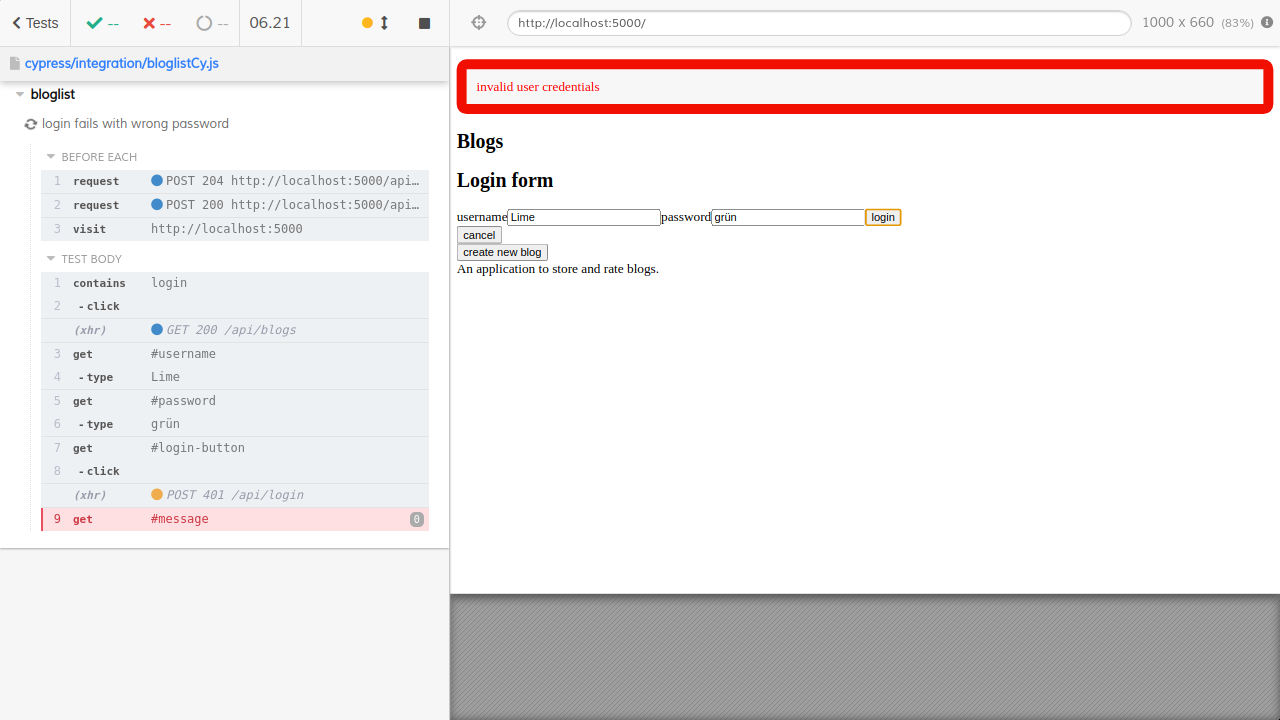 Tests -- -- -- 06.21
cypress/integration/bloglistCy.js
bloglist
login fails with wrong password
BEFORE EACH
1 request POST 204 http://localhost:5000/api…
2 request POST 200 http://localhost:5000/api…
3 visit http://localhost:5000
TEST BODY
1 contains login
2 -click
(xhr) GET 200 /api/blogs
3 get #username
4 -type Lime
5 get #password
6 -type grün
7 get #login-button
8 -click
(xhr) POST 401 /api/login
9 get #message 0
http://localhost:5000/ 1000 x 660 (83%)
invalid user credentials
Blogs
Login form
username Lime password grün login
cancel
create new blog
An application to store and rate blogs.